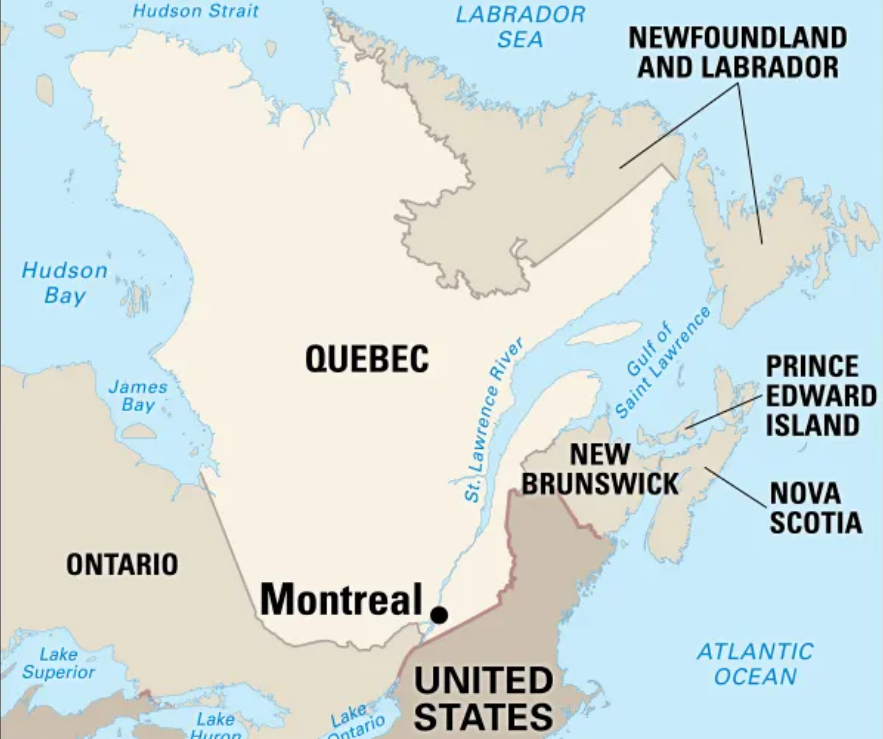 Hudson Strait
LABRADOR
SEA
NEWFOUNDLAND
AND LABRADOR
Hudson
Bay
QUEBEC
St. Lawrence River
Gulf of
Saint Lawrence
James
Bay
PRINCE
EDWARD
ISLAND
NEW
BRUNSWICK
NOVA
SCOTIA
ONTARIO
Montreal
Lake
Superior
UNITED
STATES
ATLANTIC
OCEAN
Lake
Huron
Lake
Ontario